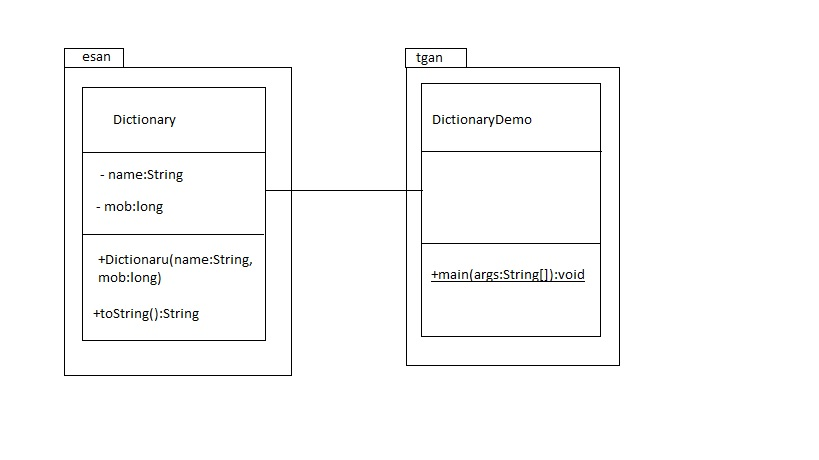 esan
Dictionary
- name:String
- mob:long
+Dictionaru(name:String,
mob:long)
+toString():String
tgan
DictionaryDemo
+main(args:String[]):void